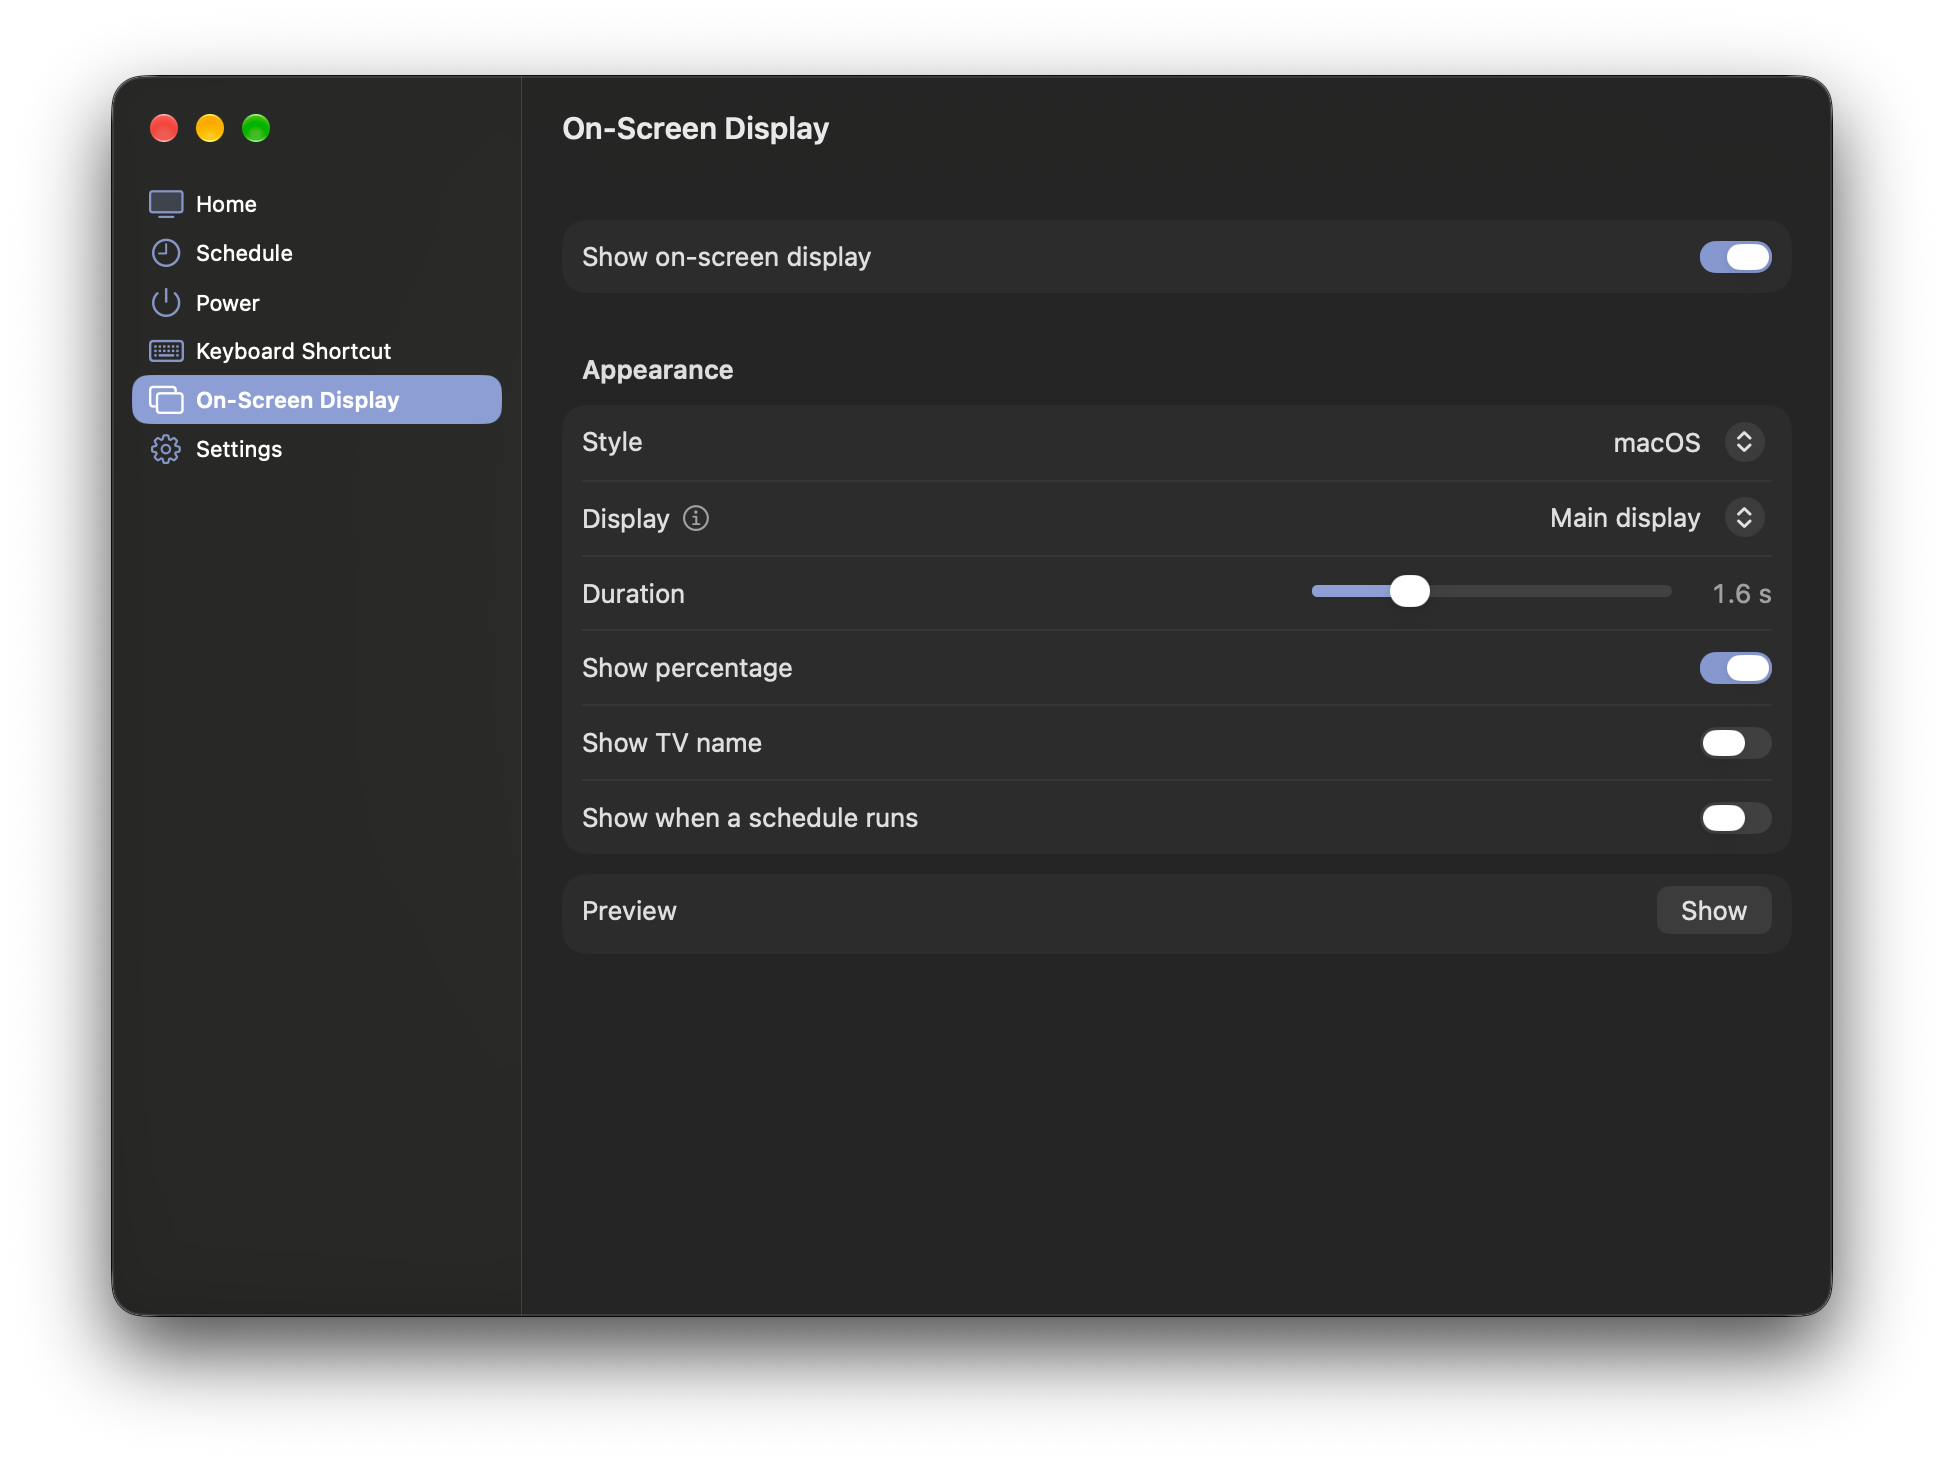 On-Screen Display
Home
Schedule
Power
Keyboard Shortcut
On-Screen Display
Settings
Show on-screen display
Appearance
Style macOS
Display Main display
Duration 1.6 s
Show percentage
Show TV name
Show when a schedule runs
Preview Show